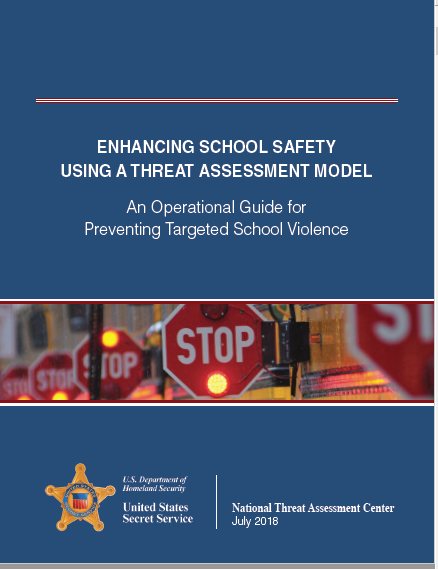 ENHANCING SCHOOL SAFETY
USING A THREAT ASSESSMENT MODEL
An Operational Guide for
Preventing Targeted School Violence
STOP
STOP
STOP
U.S. Department of
Homeland Security
United States
Secret Service
National Threat Assessment Center
July 2018